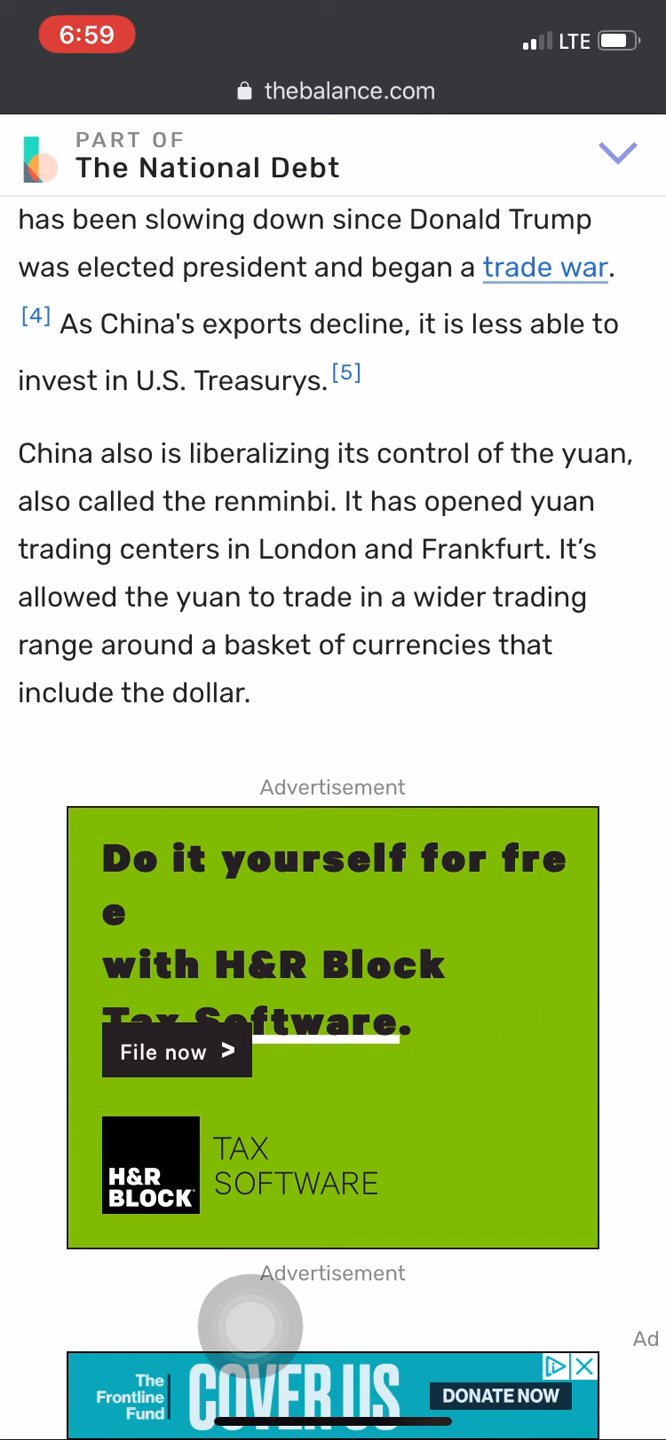 6:59
LTE
thebalance.com
PART OF
The National Debt
has been slowing down since Donald Trump
was elected president and began a trade war.
[4] As China's exports decline, it is less able to
invest in U.S. Treasurys. [5]
China also is liberalizing its control of the yuan,
also called the renminbi. It has opened yuan
trading centers in London and Frankfurt. It’s
allowed the yuan to trade in a wider trading
range around a basket of currencies that
include the dollar.
Advertisement
Do it yourself for fre
e
with H&R Block
Tax Software.
File now >
H&R
BLOCK
TAX
SOFTWARE
Advertisement
Ad
The
Frontline
Fund
COVER US
DONATE NOW